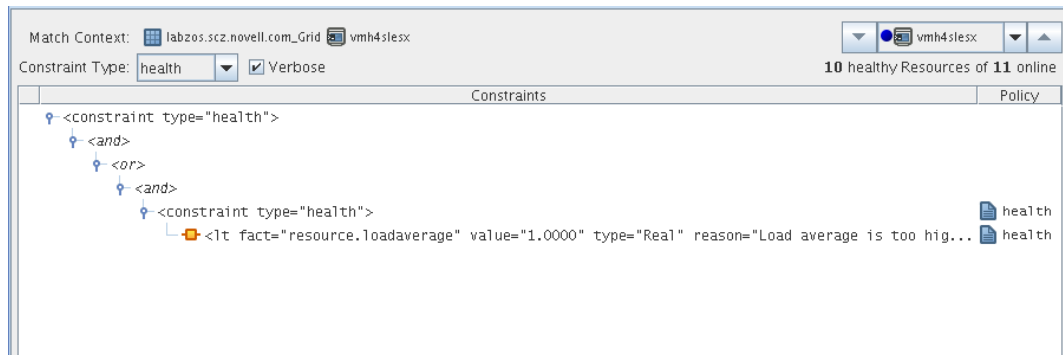 Match Context: labzos.scz.novell.com_Grid vmh4slesx vmh4slesx
Constraint Type: health Verbose 10 healthy Resources of 11 online
Constraints Policy
<constraint type="health">
<and>
<or>
<and>
<constraint type="health"> health
<lt fact="resource.loadaverage" value="1.0000" type="Real" reason="Load average is too hig... health